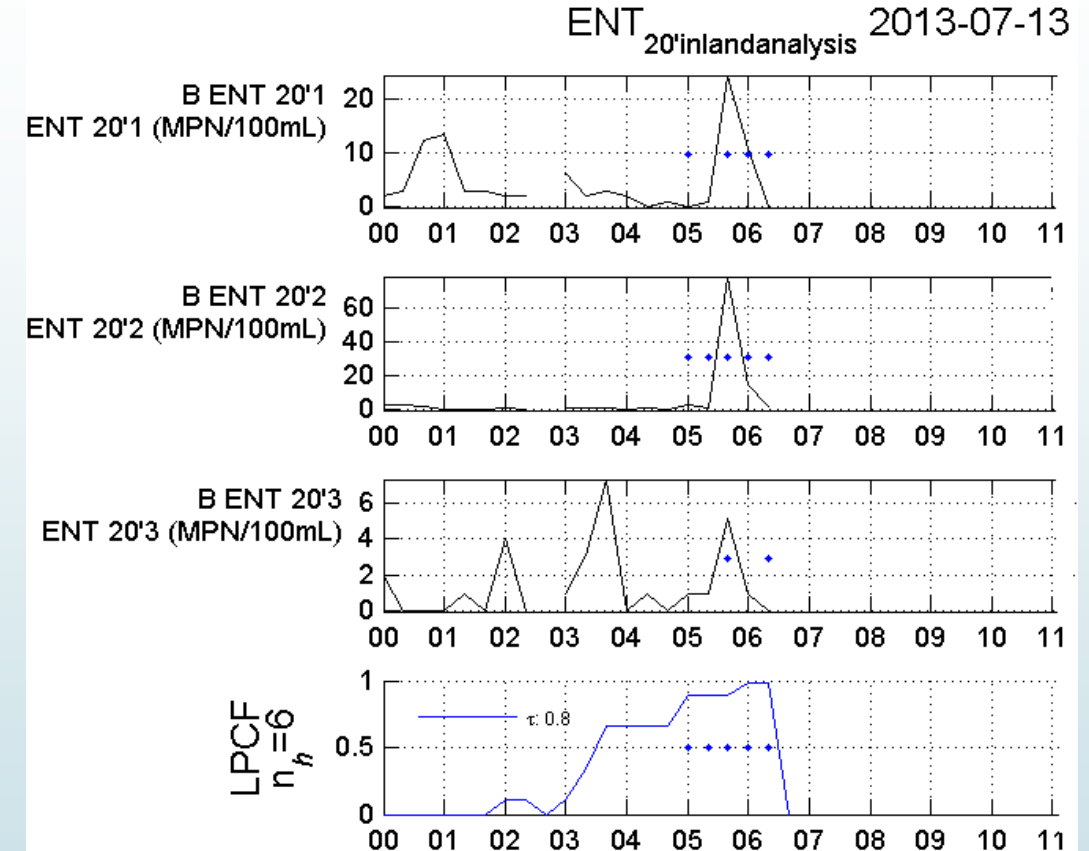 ENT 20'inlandanalysis 2013-07-13
B ENT 20'1
ENT 20'1 (MPN/100mL)
20
10
0
00 01 02 03 04 05 06 07 08 09 10 11
B ENT 20'2
ENT 20'2 (MPN/100mL)
60
40
20
0
00 01 02 03 04 05 06 07 08 09 10 11
B ENT 20'3
ENT 20'3 (MPN/100mL)
6
4
2
0
00 01 02 03 04 05 06 07 08 09 10 11
LPCF
n h =6
1
τ: 0.8
0.5
0
00 01 02 03 04 05 06 07 08 09 10 11